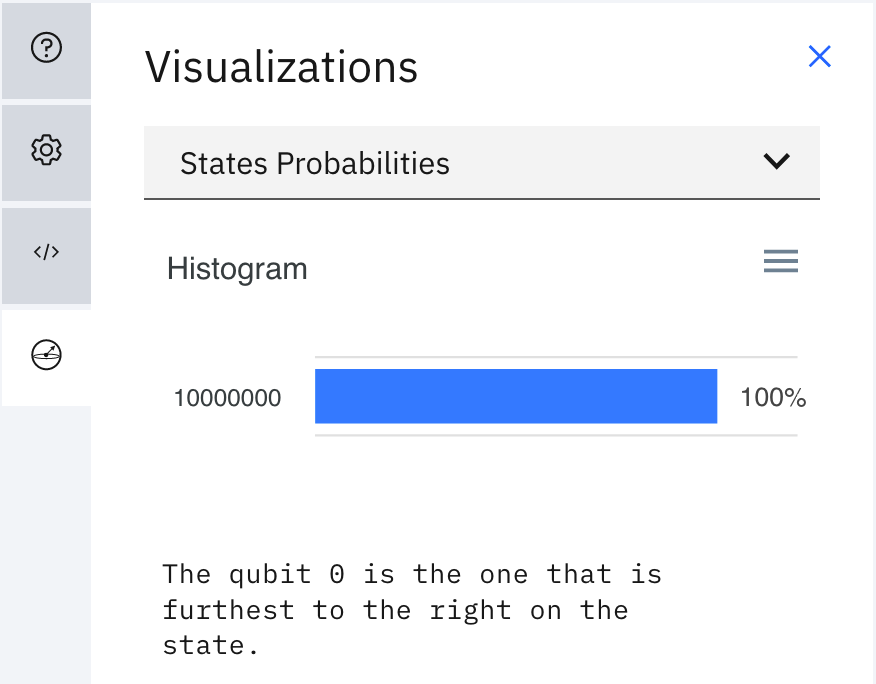 Visualizations
States Probabilities
Histogram
10000000 100%
The qubit 0 is the one that is
furthest to the right on the
state.